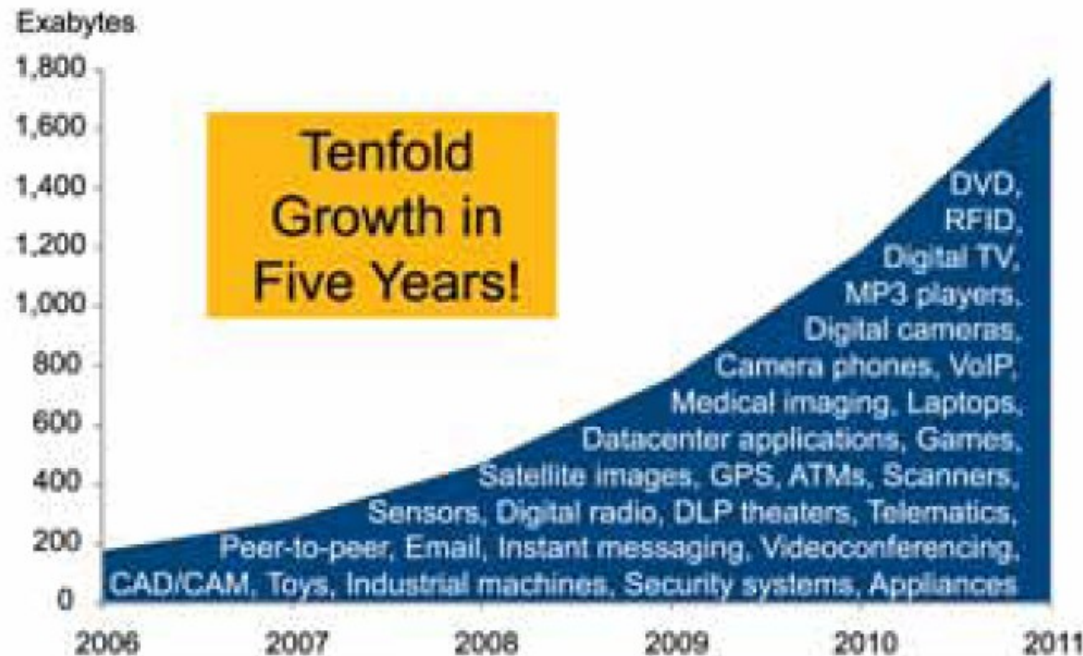 Exabytes
1,800
1,600
1,400
1,200
1,000
800
600
400
200
0
Tenfold
Growth in
Five Years!
DVD,
RFID,
Digital TV,
MP3 players,
Digital cameras,
Camera phones, VoIP,
Medical imaging, Laptops,
Datacenter applications, Games,
Satellite images, GPS, ATMs, Scanners,
Sensors, Digital radio, DLP theaters, Telematics,
Peer-to-peer, Email, Instant messaging, Videoconferencing,
CAD/CAM, Toys, Industrial machines, Security systems, Appliances
2006 2007 2008 2009 2010 2011